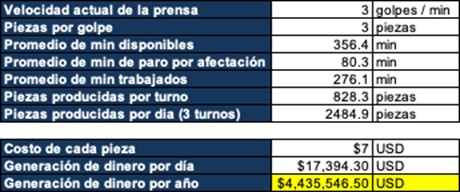 Velocidad actual de la prensa 3 golpes / min
Piezas por golpe 3 piezas
Promedio de min disponibles 356.4 min
Promedio de min de paro por afectación 80.3 min
Promedio de min trabajados 276.1 min
Piezas producidas por turno 828.3 piezas
Piezas producidas por dia (3 turnos) 2484.9 piezas
Costo de cada pieza $7 USD
Generación de dinero por día $17,394.30 USD
Generación de dinero por año $4,435,546.50 USD